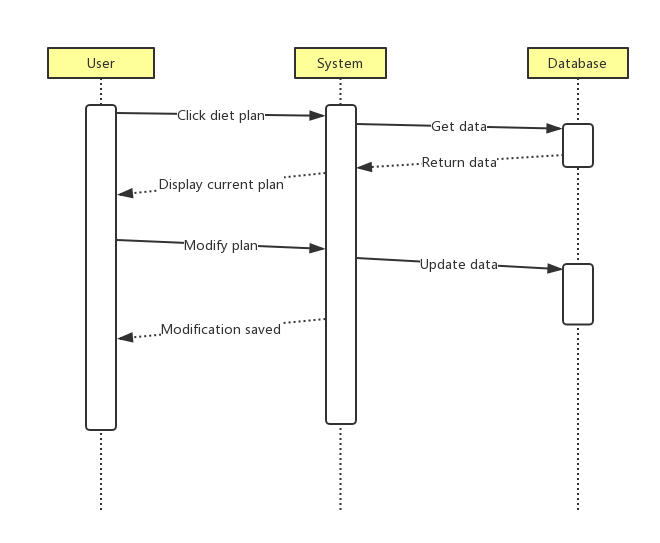 User
System
Database
Click diet plan
Get data
Return data
Display current plan
Modify plan
Update data
Modification saved